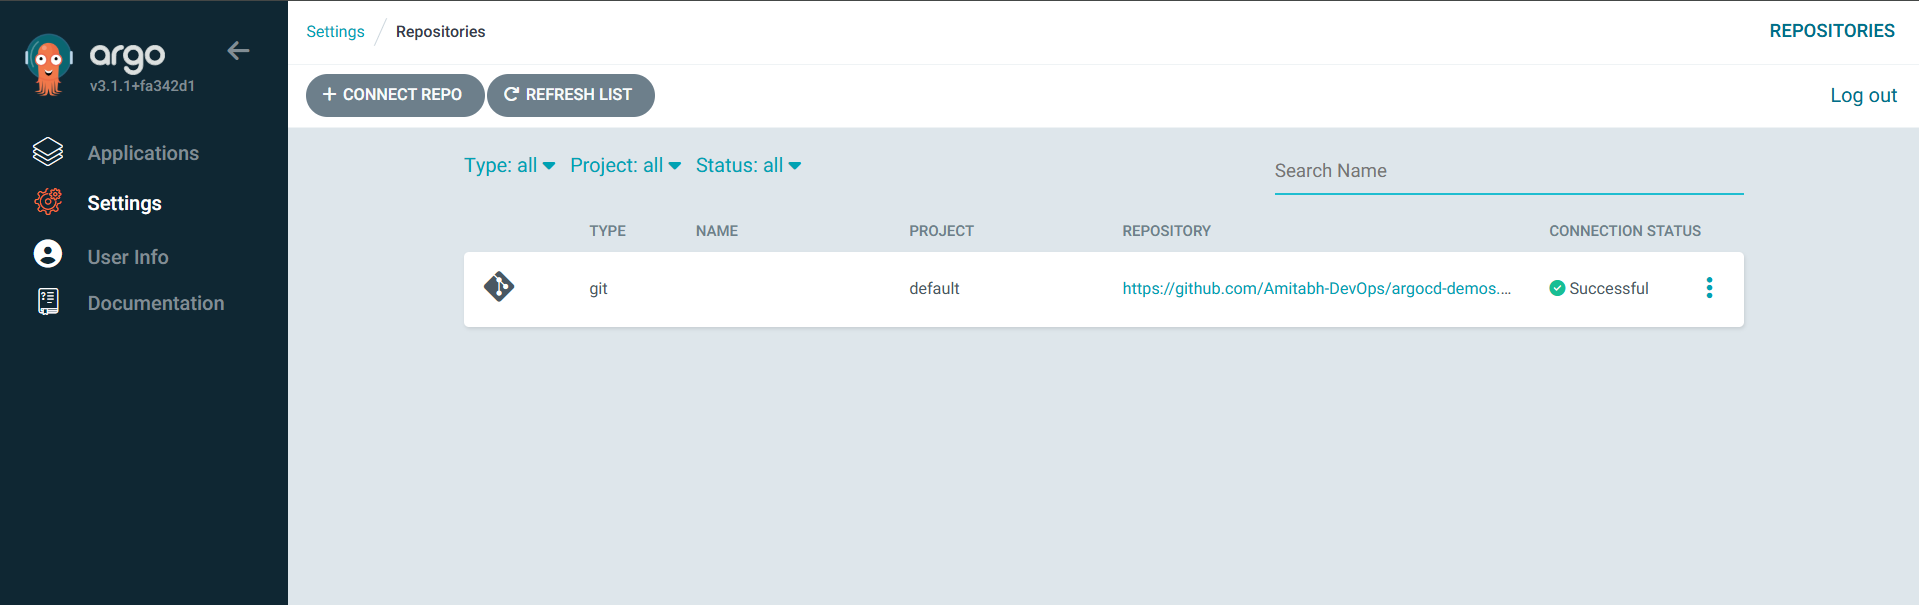 argo
v3.1.1+fa342d1
Applications
Settings
User Info
Documentation
Settings / Repositories
REPOSITORIES
+ CONNECT REPO
REFRESH LIST
Log out
Type: all
Project: all
Status: all
Search Name
TYPE NAME PROJECT REPOSITORY CONNECTION STATUS
git default https://github.com/Amitabh-DevOps/argocd-demos.... Successful